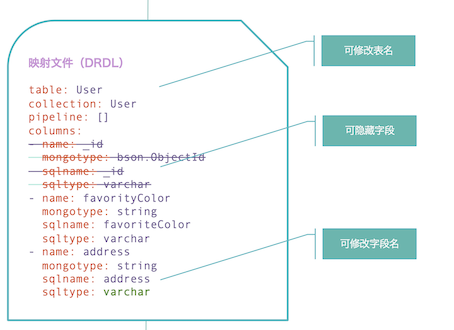 映射文件（DRDL）
table: User
collection: User
pipeline: []
columns:
- name: _id
  mongotype: bson.ObjectId
  sqlname: _id
  sqltype: varchar
- name: favorityColor
  mongotype: string
  sqlname: favoriteColor
  sqltype: varchar
- name: address
  mongotype: string
  sqlname: address
  sqltype: varchar
可修改表名
可隐藏字段
可修改字段名